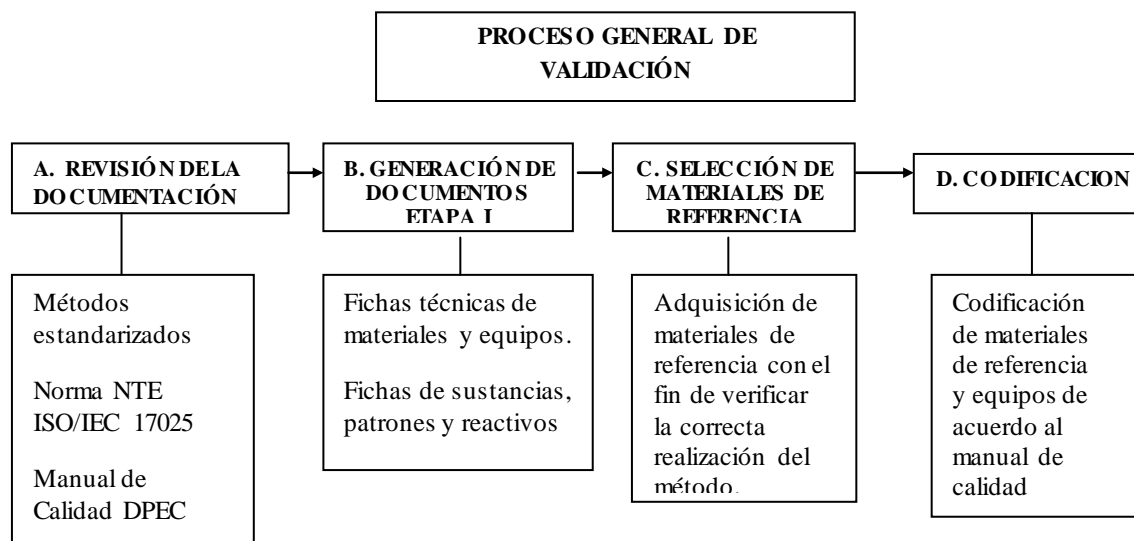 PROCESO GENERAL DE
VALIDACIÓN
A. REVISIÓN DE LA
DOCUMENTACIÓN
B. GENERACIÓN DE
DOCUMENTOS
ETAPA I
C. SELECCIÓN DE
MATERIALES DE
REFERENCIA
D. CODIFICACION
Métodos
estandarizados
Norma NTE
ISO/IEC 17025
Manual de
Calidad DPEC
Fichas técnicas de
materiales y equipos.
Fichas de sustancias,
patrones y reactivos
Adquisición de
materiales de
referencia con el
fin de verificar
la correcta
realización del
método.
Codificación
de materiales
de referencia
y equipos de
acuerdo al
manual de
calidad